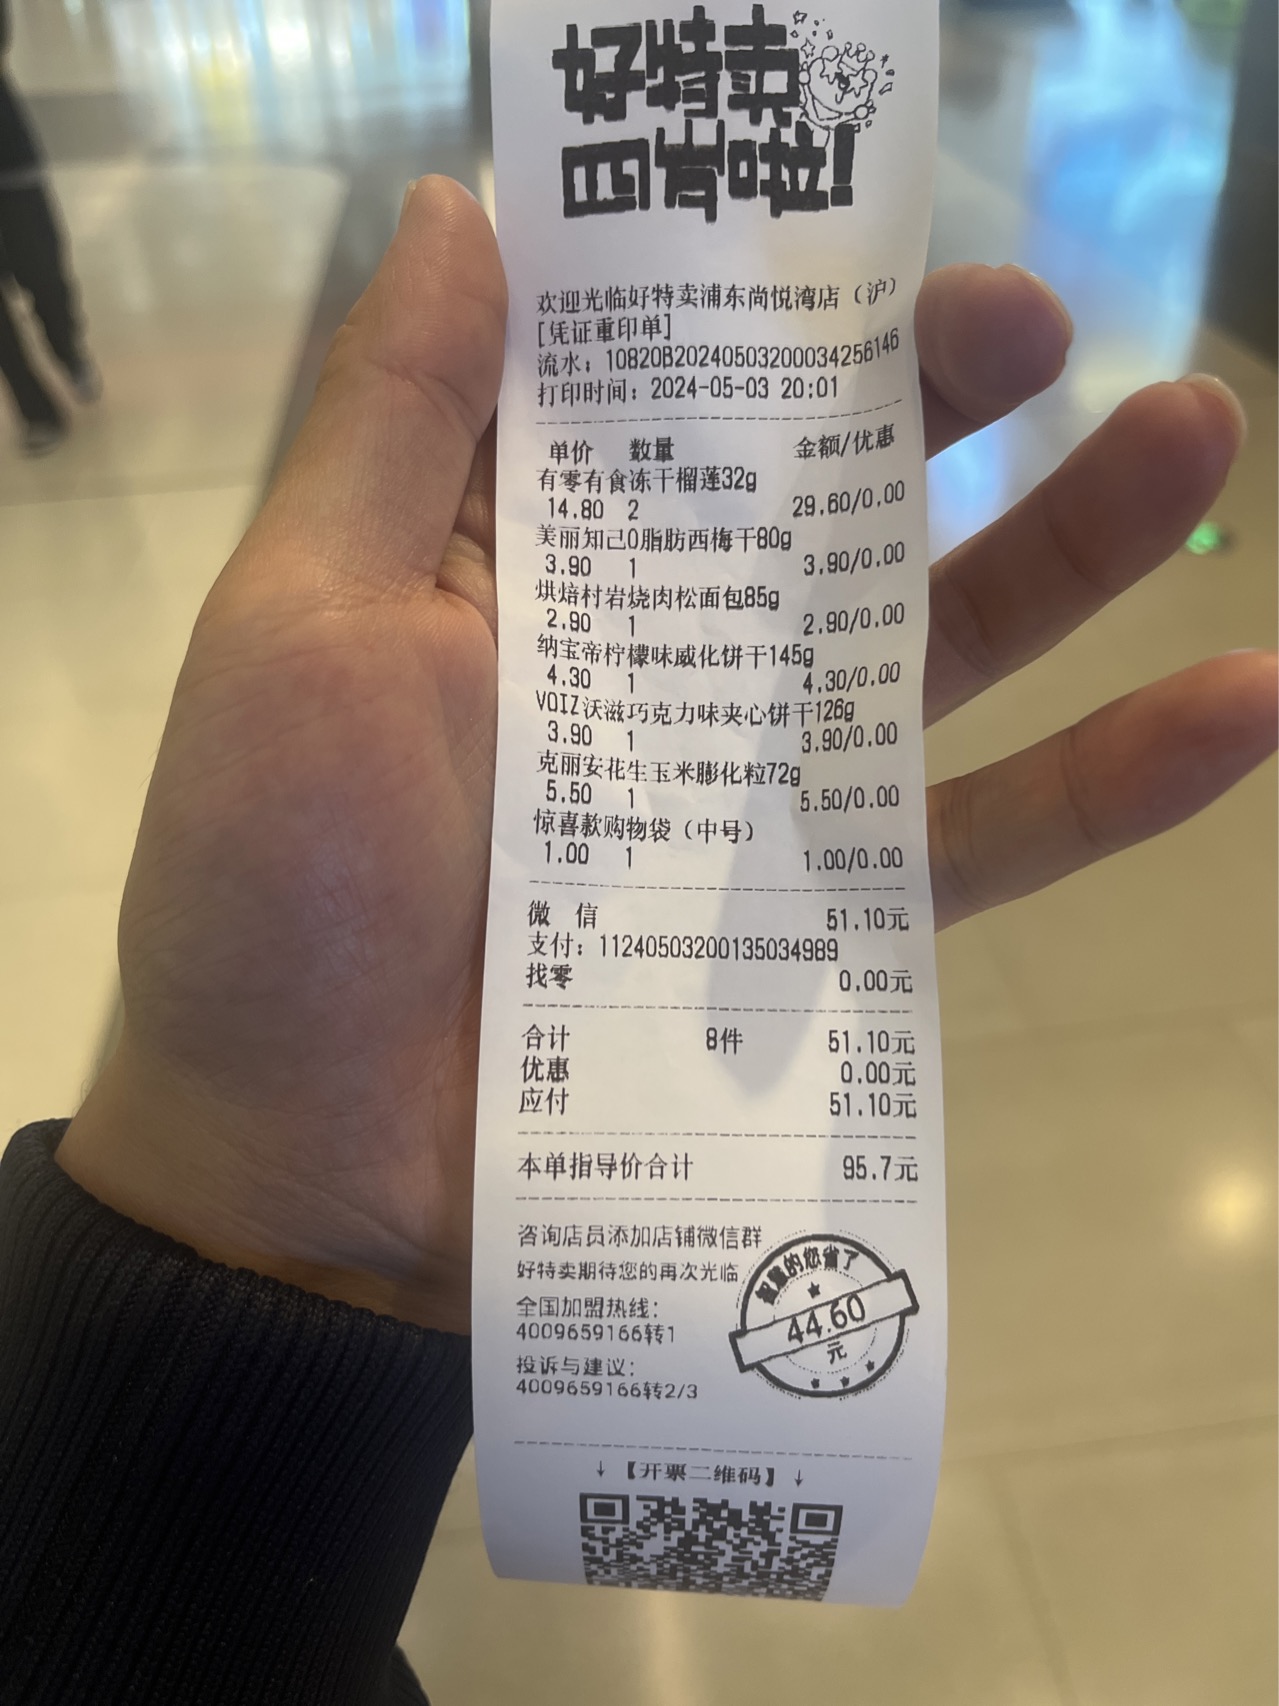 好特卖
四岁啦!
欢迎光临好特卖浦东尚悦湾店（沪）
[凭证重印单]
流水：10820B20240503200034256146
打印时间：2024-05-03 20:01
单价 数量 金额/优惠
有零有食冻干榴莲32g
14.80 2 29.60/0.00
美丽知己0脂肪西梅干80g
3.90 1 3.90/0.00
烘焙村岩烧肉松面包85g
2.90 1 2.90/0.00
纳宝帝柠檬味威化饼干145g
4.30 1 4.30/0.00
VOIZ沃滋巧克力味夹心饼干126g
3.90 1 3.90/0.00
克丽安花生玉米膨化粒72g
5.50 1 5.50/0.00
惊喜款购物袋（中号）
1.00 1 1.00/0.00
微 信 51.10元
支付：11240503200135034989
找零 0.00元
合计 8件 51.10元
优惠 0.00元
应付 51.10元
本单指导价合计 95.7元
咨询店员添加店铺微信群
好特卖期待您的再次光临
全国加盟热线：
4009659166转1
投诉与建议：
4009659166转2/3
智慧的您省了
44.60
元
↓【开票二维码】↓